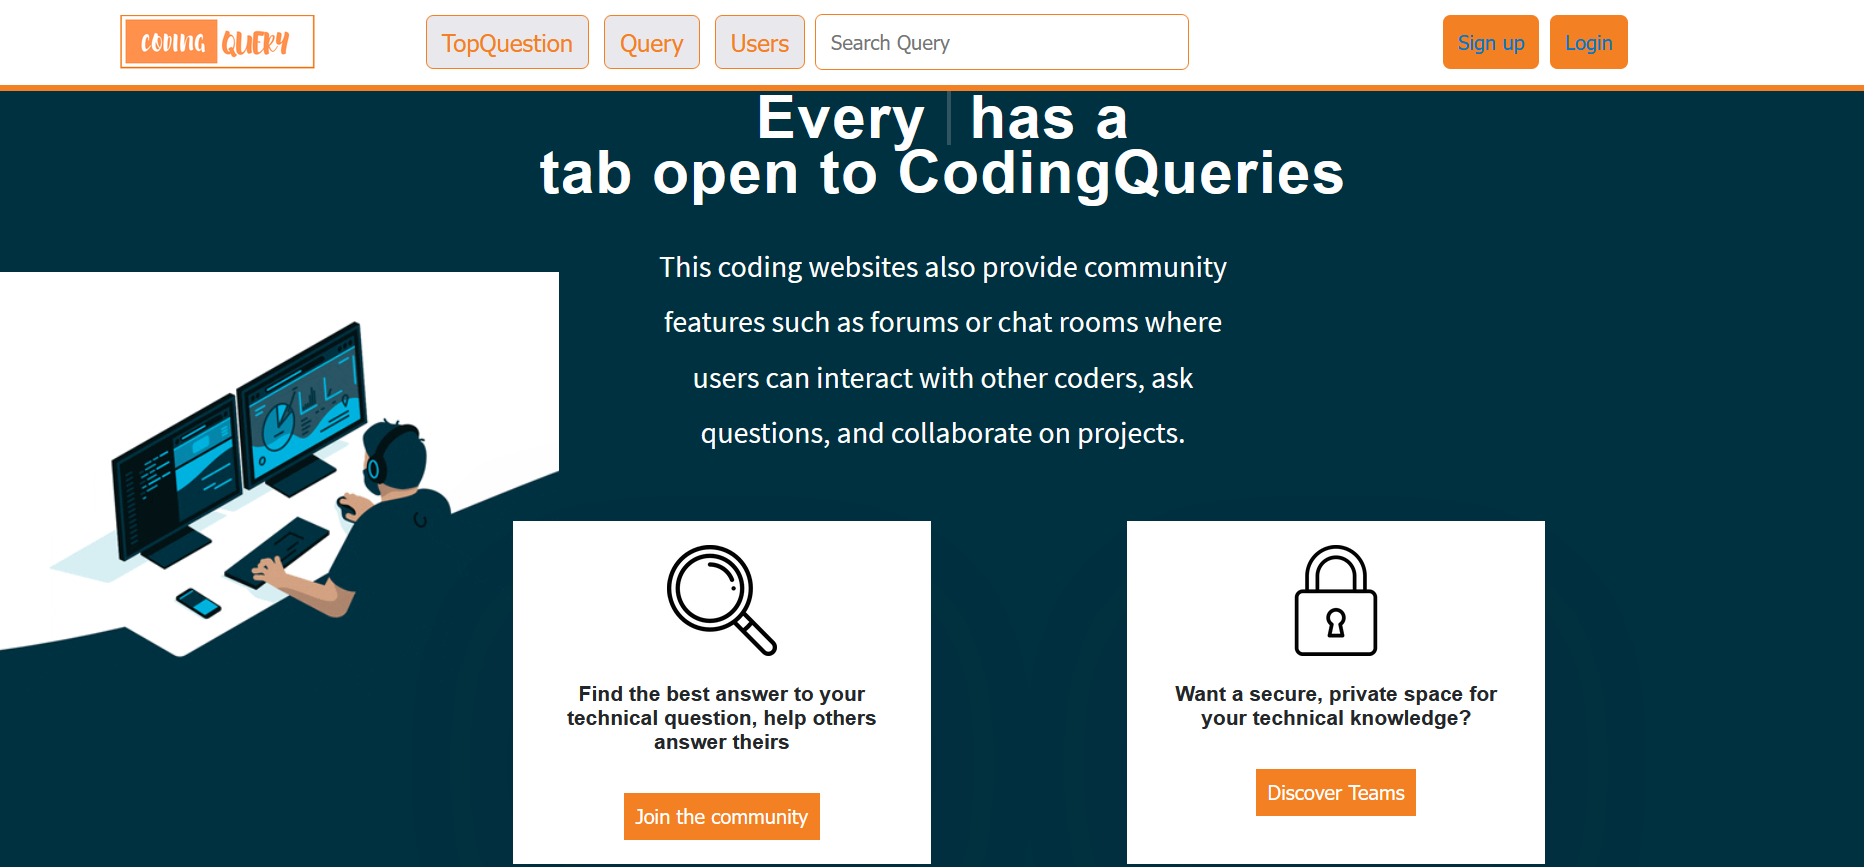 CODING QUERY
TopQuestion
Query
Users
Search Query
Sign up
Login
Every | has a
tab open to CodingQueries
This coding websites also provide community
features such as forums or chat rooms where
users can interact with other coders, ask
questions, and collaborate on projects.
Find the best answer to your
technical question, help others
answer theirs
Join the community
Want a secure, private space for
your technical knowledge?
Discover Teams